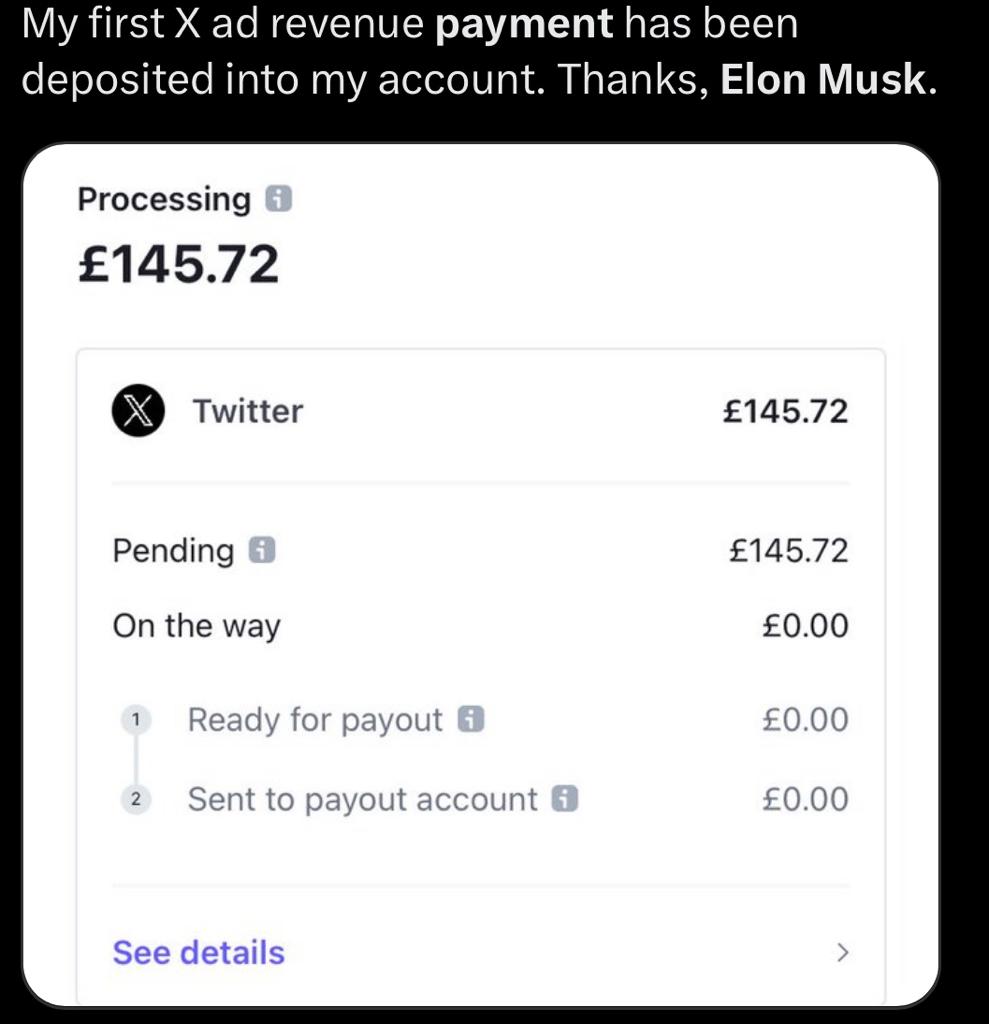 My first X ad revenue payment has been
deposited into my account. Thanks, Elon Musk.
Processing
£145.72
Twitter £145.72
Pending £145.72
On the way £0.00
1 Ready for payout £0.00
2 Sent to payout account £0.00
See details